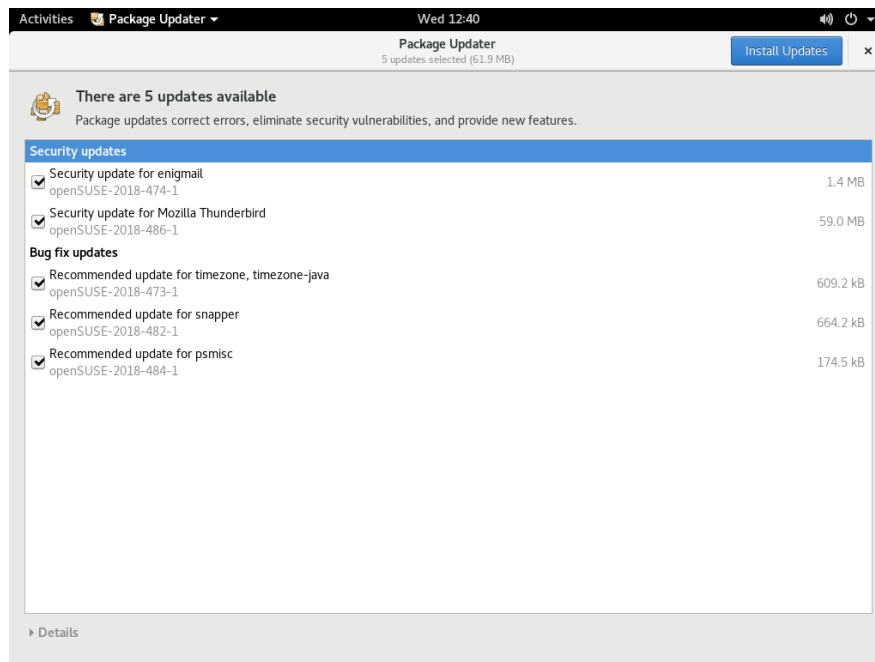 Activities Package Updater Wed 12:40
Package Updater
5 updates selected (61.9 MB)
Install Updates
There are 5 updates available
Package updates correct errors, eliminate security vulnerabilities, and provide new features.
Security updates
Security update for enigmail
openSUSE-2018-474-1
1.4 MB
Security update for Mozilla Thunderbird
openSUSE-2018-486-1
59.0 MB
Bug fix updates
Recommended update for timezone, timezone-java
openSUSE-2018-473-1
609.2 kB
Recommended update for snapper
openSUSE-2018-482-1
664.2 kB
Recommended update for psmisc
openSUSE-2018-484-1
174.5 kB
Details